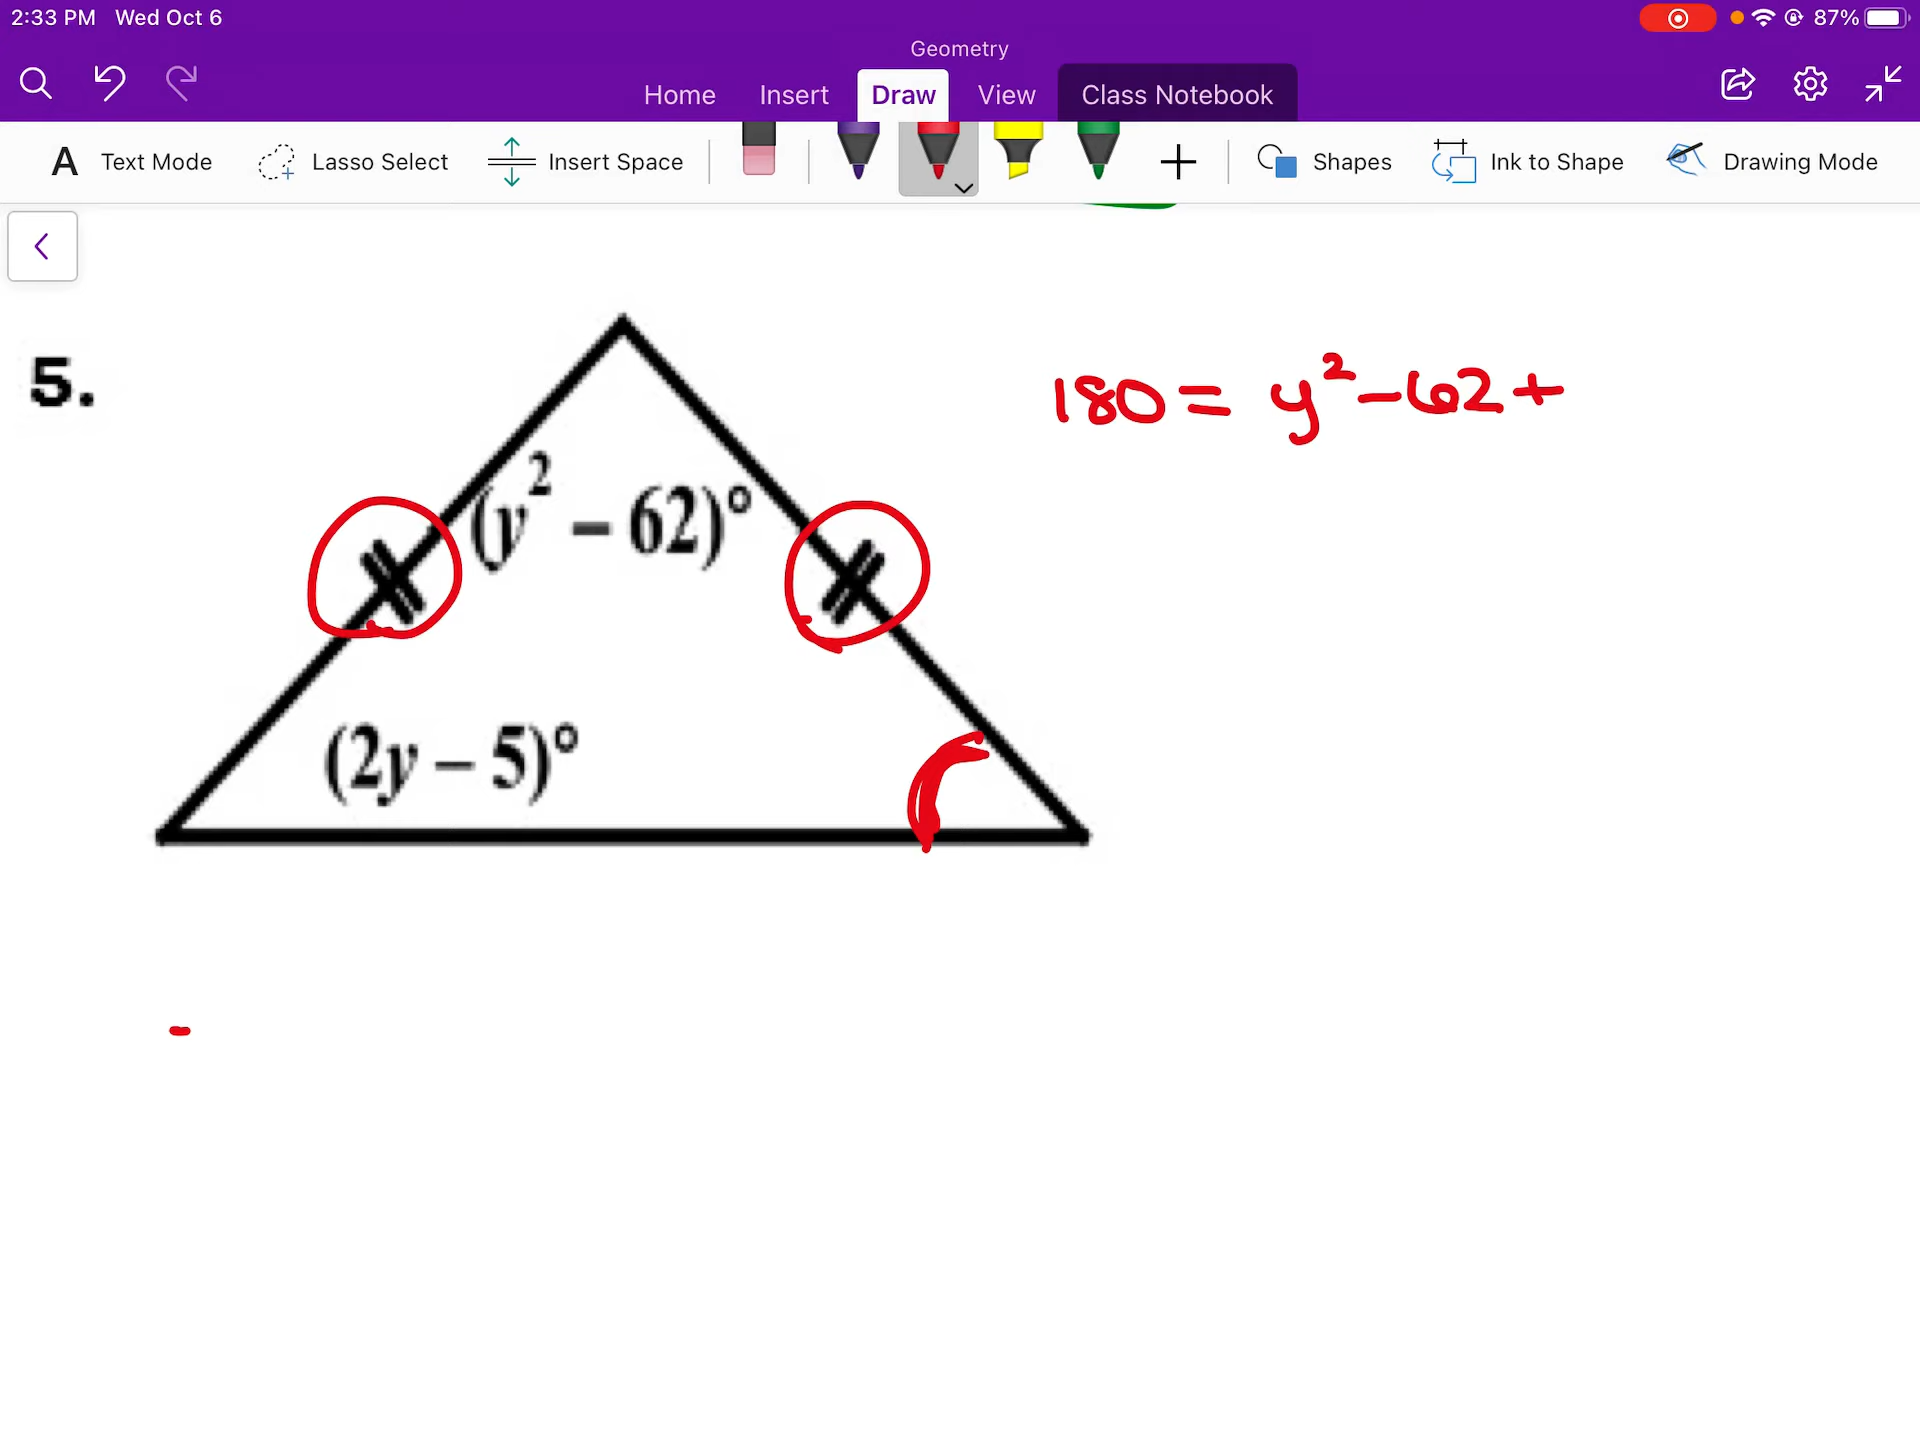 2:33 PM Wed Oct 6
87%
Geometry
Home Insert Draw View Class Notebook
A Text Mode Lasso Select Insert Space Shapes Ink to Shape Drawing Mode
5.
180 = y² - 62 +
(y² – 62)°
(2y – 5)°